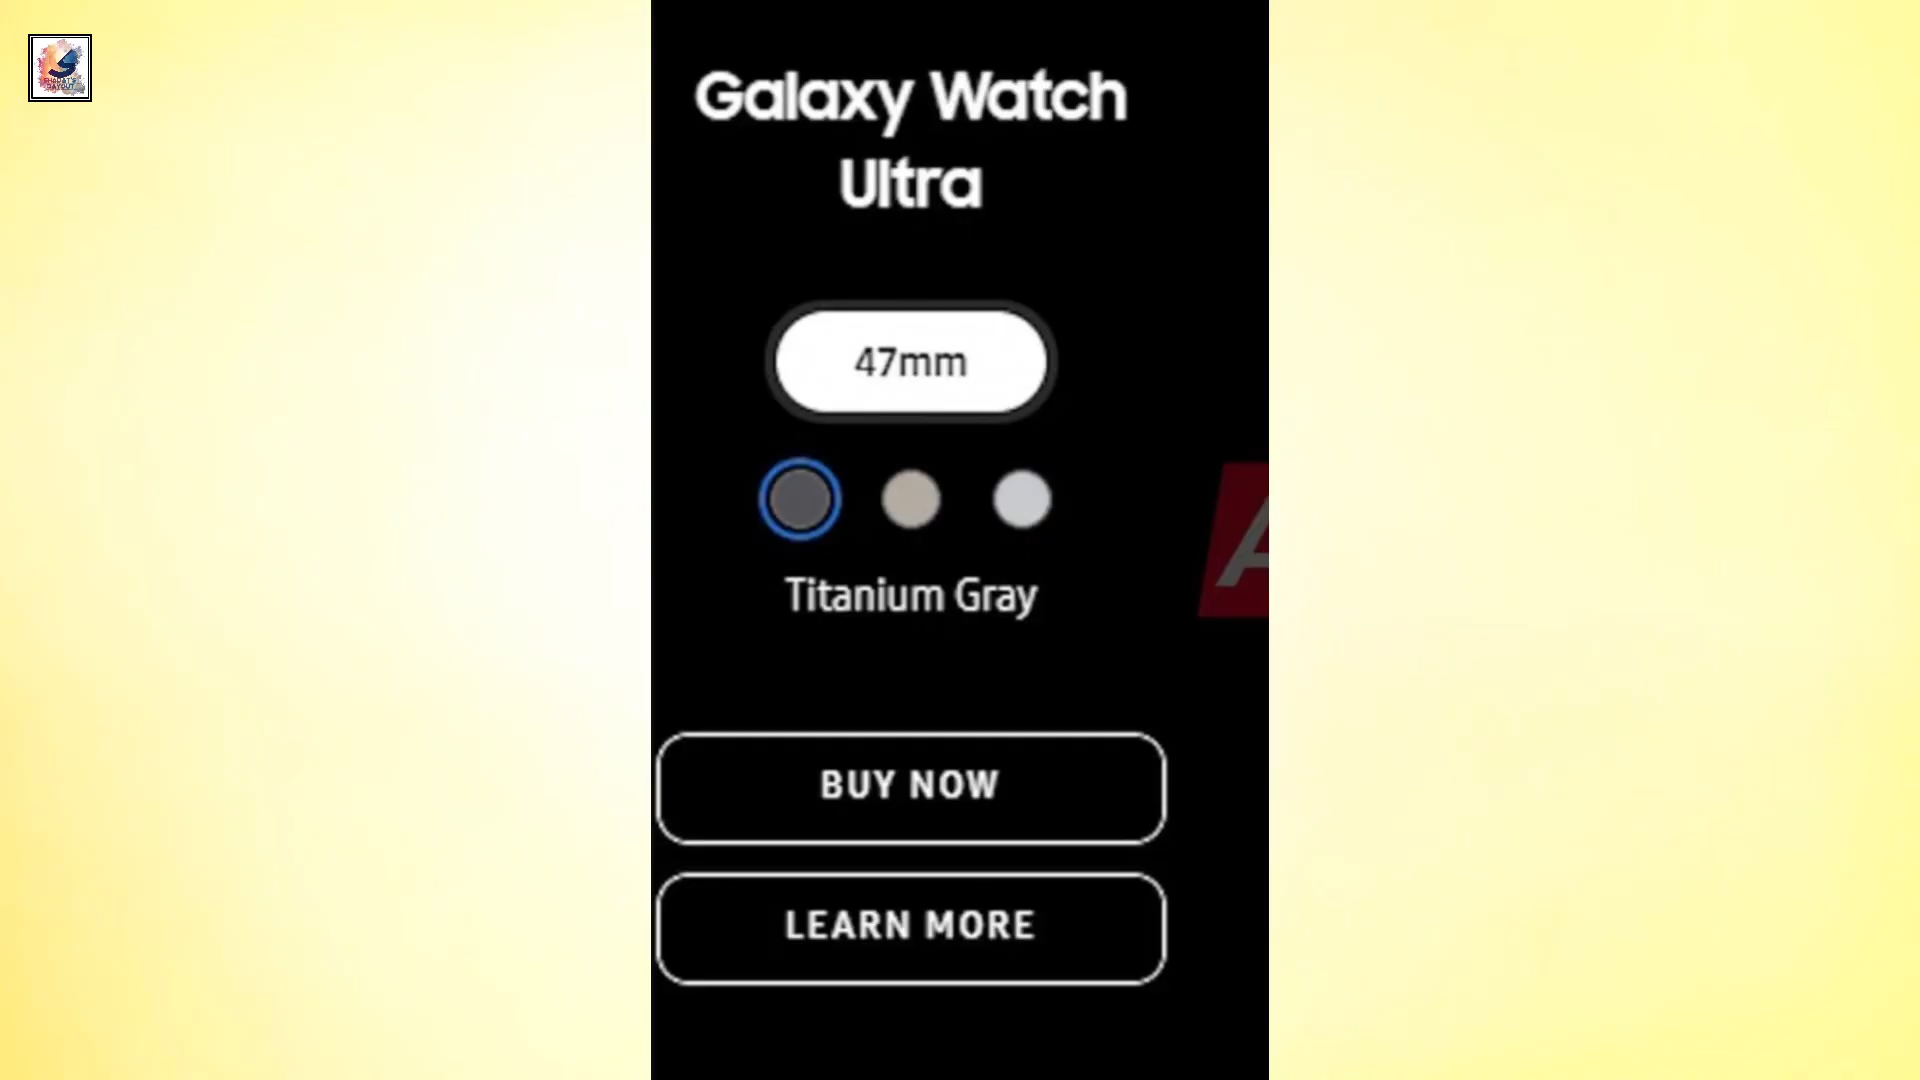 Galaxy Watch
Ultra
47mm
Titanium Gray
A
BUY NOW
LEARN MORE